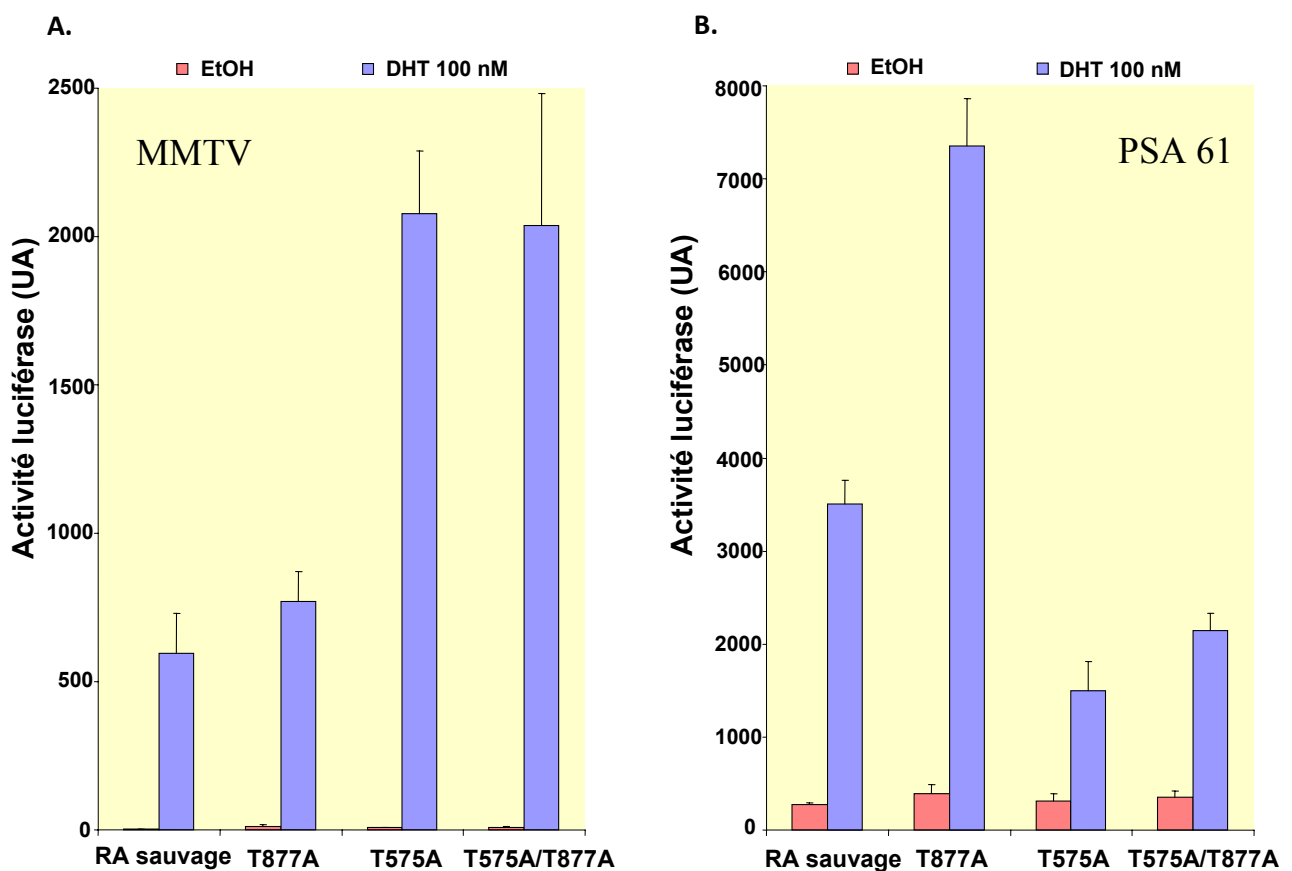 A.
EtOH DHT 100 nM
MMTV
Activité luciférase (UA)
2500
2000
1500
1000
500
0
RA sauvage T877A T575A T575A/T877A
B.
EtOH DHT 100 nM
PSA 61
Activité luciférase (UA)
8000
7000
6000
5000
4000
3000
2000
1000
0
RA sauvage T877A T575A T575A/T877A